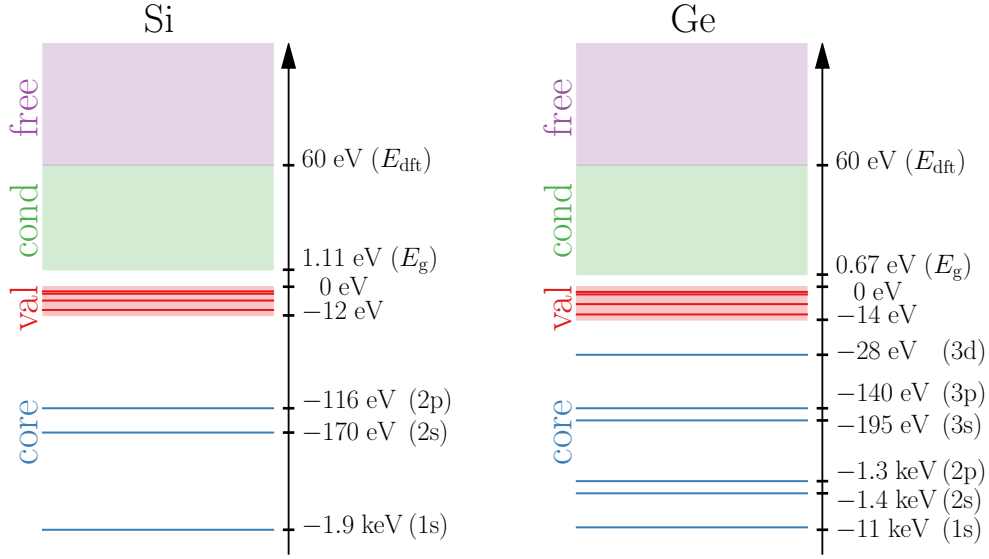 Si
free
60 eV (E_dft)
cond
1.11 eV (E_g)
0 eV
val
−12 eV
−116 eV (2p)
core
−170 eV (2s)
−1.9 keV (1s)
Ge
free
60 eV (E_dft)
cond
0.67 eV (E_g)
0 eV
val
−14 eV
−28 eV (3d)
−140 eV (3p)
core
−195 eV (3s)
−1.3 keV (2p)
−1.4 keV (2s)
−11 keV (1s)